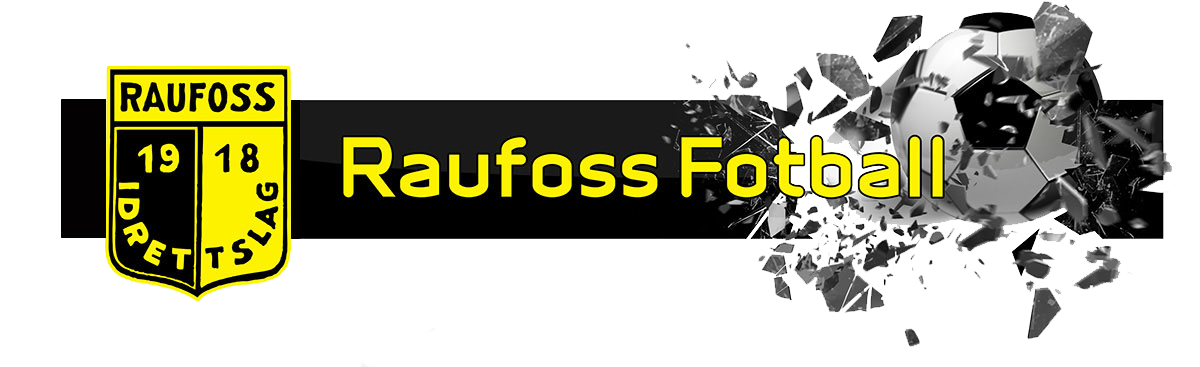 RAUFOSS
19 18
IDRETTSLAG
Raufoss Fotball